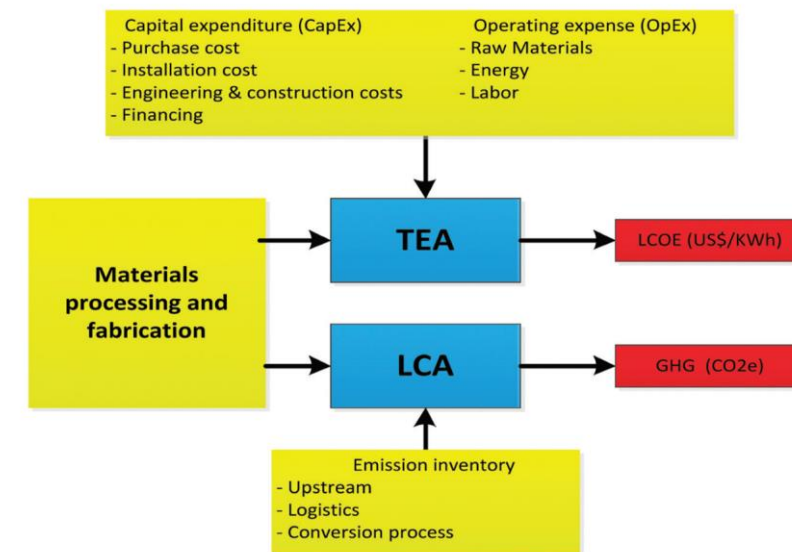 Capital expenditure (CapEx)
- Purchase cost
- Installation cost
- Engineering & construction costs
- Financing
Operating expense (OpEx)
- Raw Materials
- Energy
- Labor
Materials
processing and
fabrication
TEA
LCOE (US$/KWh)
LCA
GHG (CO2e)
Emission inventory
- Upstream
- Logistics
- Conversion process